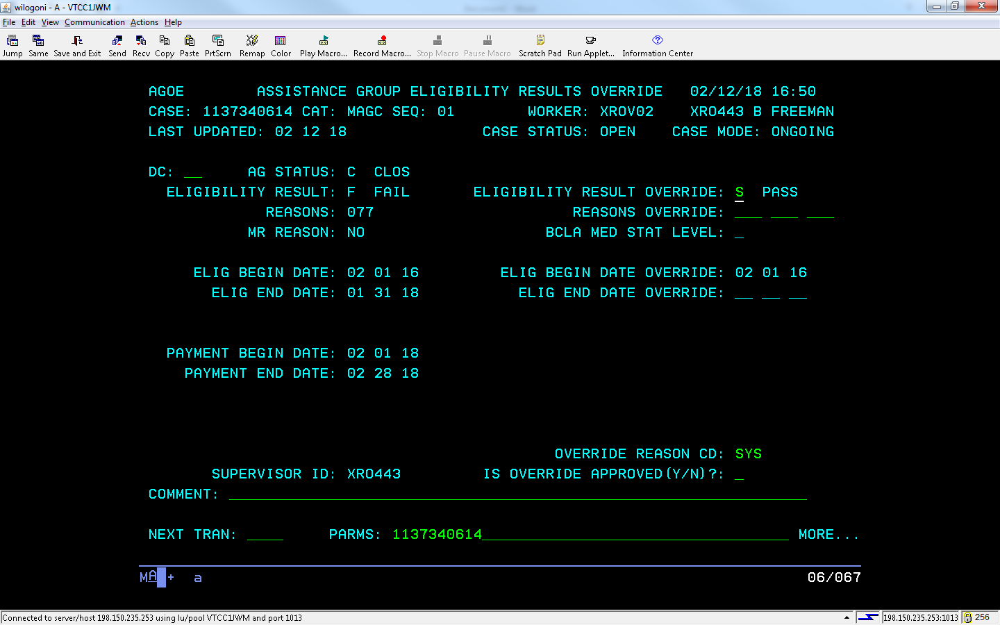 wilogoni - A - VTCC1JWM
File Edit View Communication Actions Help
Jump Same Save and Exit Send Recv Copy Paste PrtScrn Remap Color Play Macro... Record Macro... Stop Macro Pause Macro Scratch Pad Run Applet... Information Center
AGOE ASSISTANCE GROUP ELIGIBILITY RESULTS OVERRIDE 02/12/18 16:50
CASE: 1137340614 CAT: MAGC SEQ: 01 WORKER: XROV02 XRO443 B FREEMAN
LAST UPDATED: 02 12 18 CASE STATUS: OPEN CASE MODE: ONGOING
DC: __ AG STATUS: C CLOS
ELIGIBILITY RESULT: F FAIL ELIGIBILITY RESULT OVERRIDE: S PASS
REASONS: 077 REASONS OVERRIDE: ___ ___ ___
MR REASON: NO BCLA MED STAT LEVEL: _
ELIG BEGIN DATE: 02 01 16 ELIG BEGIN DATE OVERRIDE: 02 01 16
ELIG END DATE: 01 31 18 ELIG END DATE OVERRIDE: __ __ __
PAYMENT BEGIN DATE: 02 01 18
PAYMENT END DATE: 02 28 18
OVERRIDE REASON CD: SYS
SUPERVISOR ID: XRO443 IS OVERRIDE APPROVED(Y/N)?: _
COMMENT: ________________________________________________________________
NEXT TRAN: ____ PARMS: 1137340614__________________________________ MORE...
MA + a 06/067
Connected to server/host 198.150.235.253 using lu/pool VTCC1JWM and port 1013 198.150.235.253:1013 256